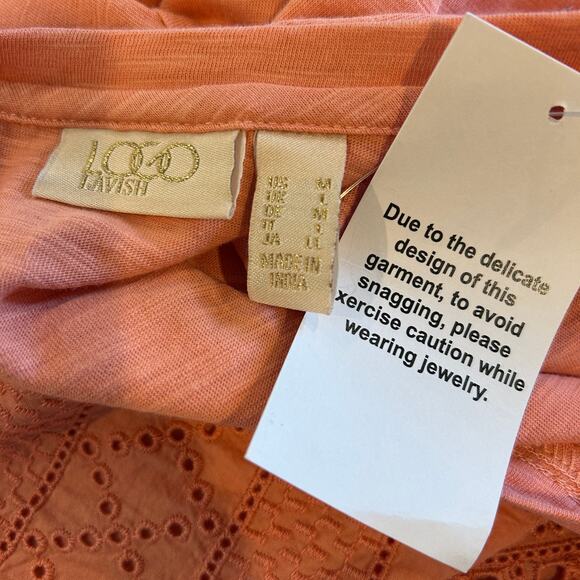 LOGO
LAVISH
US M
UK L
DE M
IT L
JA LL
MADE IN
INDIA
Due to the delicate
design of this
garment, to avoid
snagging, please
xercise caution while
wearing jewelry.